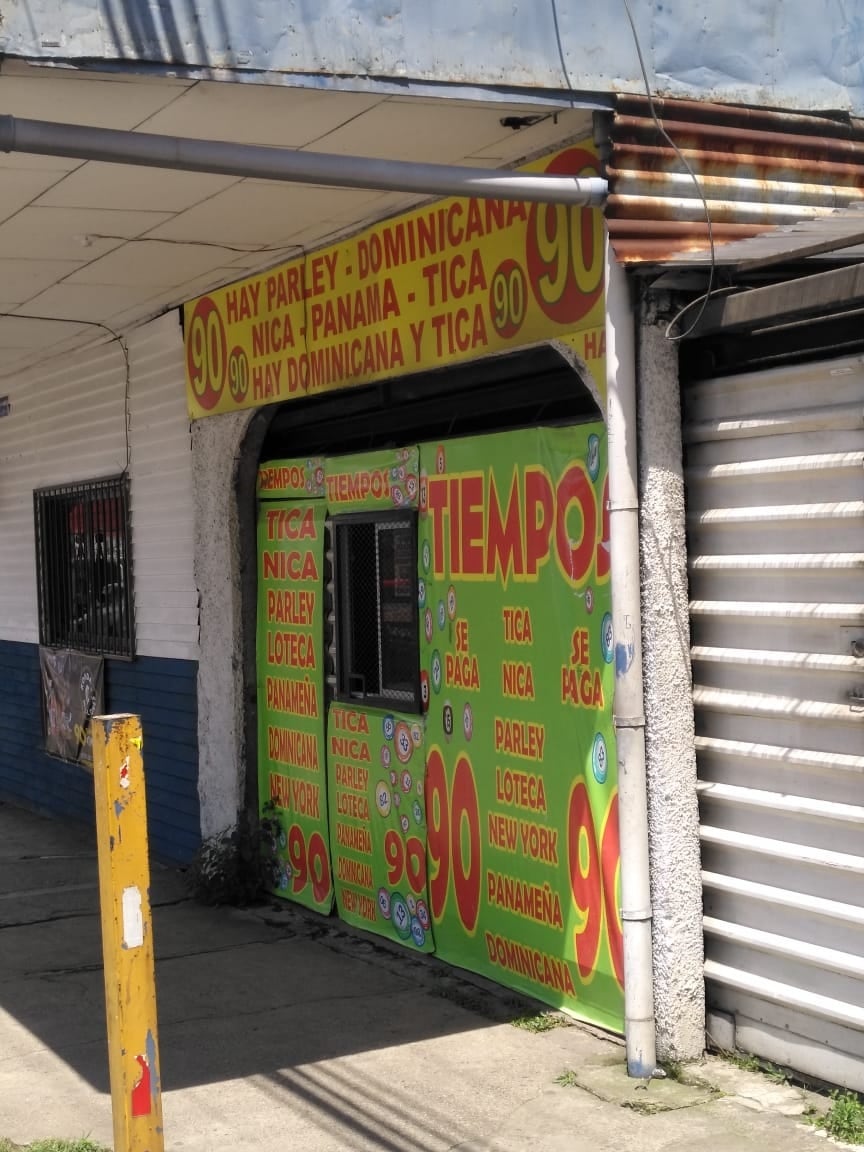 HAY PARLEY - DOMINICANA
NICA - PANAMA - TICA
HAY DOMINICANA Y TICA
90
90
90
90
HA
TIEMPOS
TICA
NICA
PARLEY
LOTECA
PANAMEÑA
DOMINICANA
NEW YORK
90
TIEMPOS
TICA
NICA
PARLEY
LOTECA
PANAMEÑA
DOMINICANA
NEW YORK
90
TIEMPOS
SE
PAGA
90
TICA
NICA
PARLEY
LOTECA
NEW YORK
PANAMEÑA
DOMINICANA
SE
PAGA
90